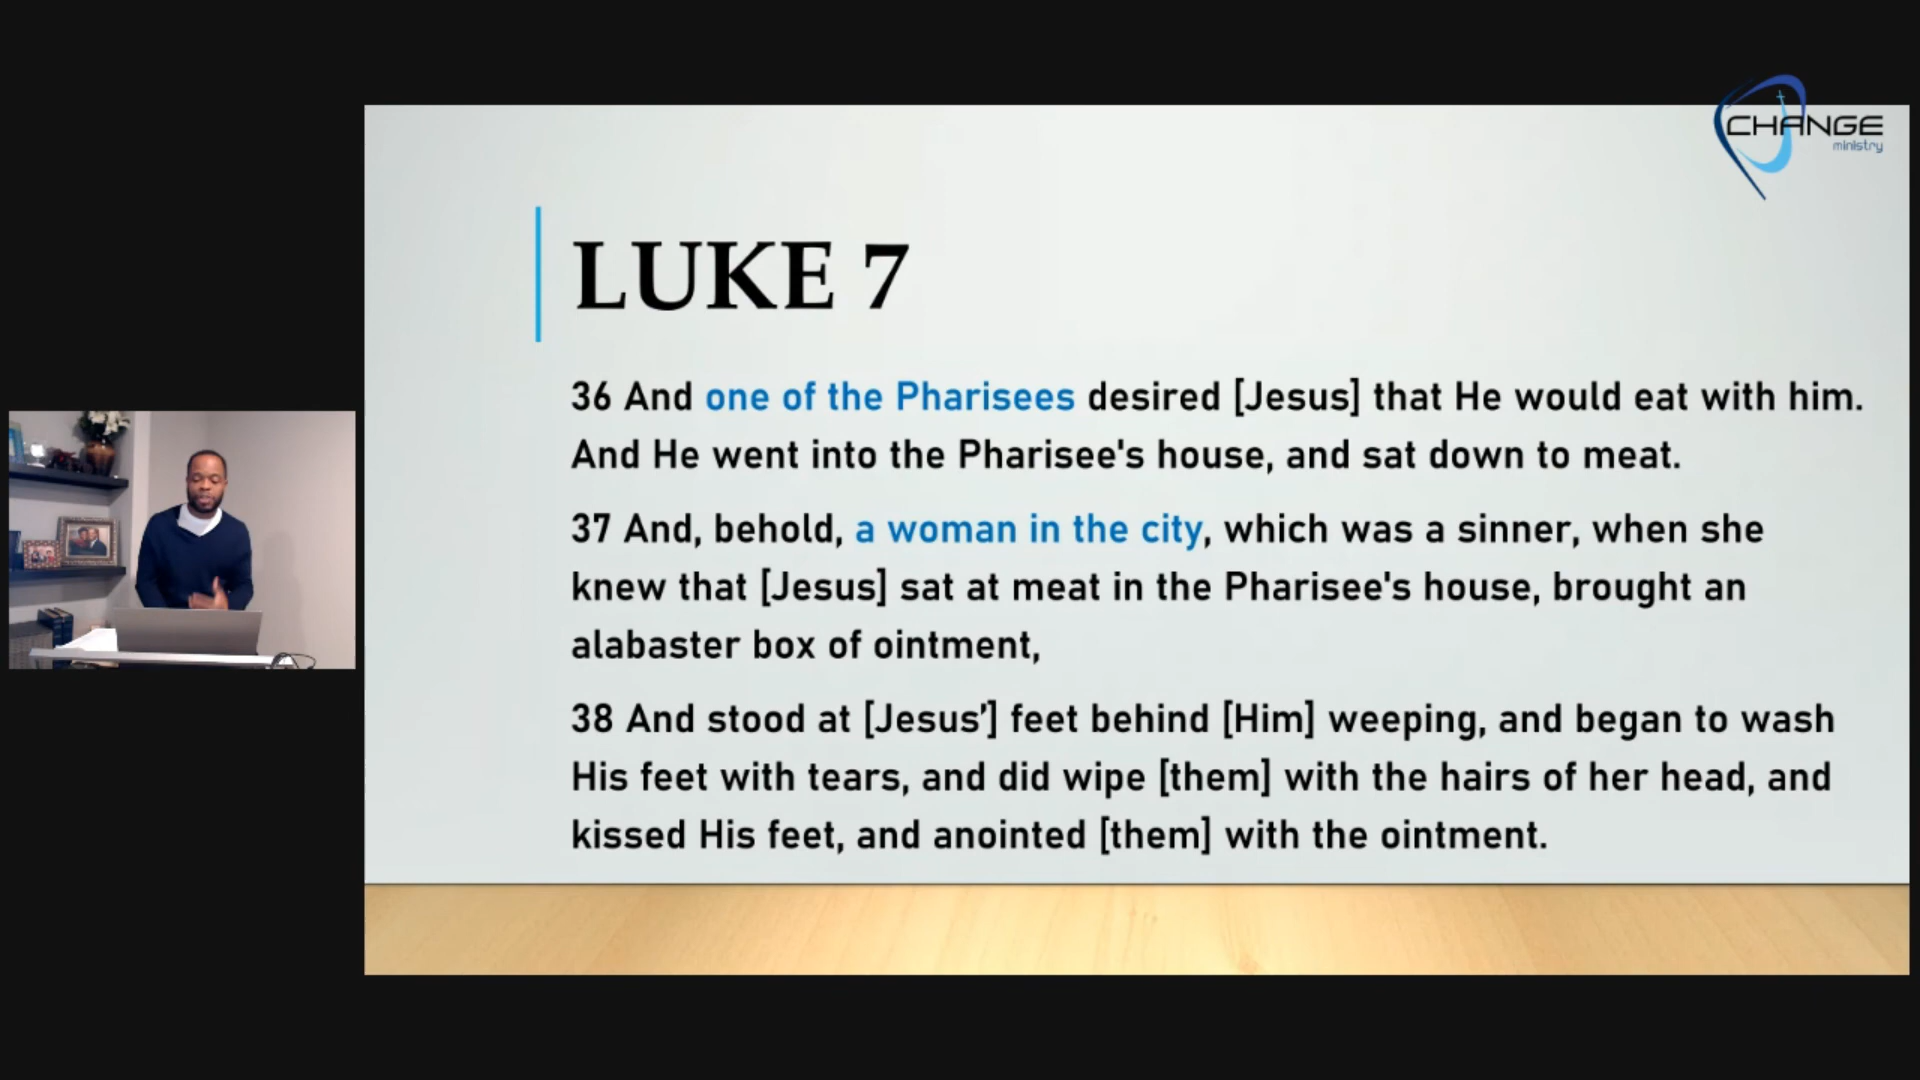 CHANGE
ministry
LUKE 7
36 And one of the Pharisees desired [Jesus] that He would eat with him.
And He went into the Pharisee's house, and sat down to meat.
37 And, behold, a woman in the city, which was a sinner, when she
knew that [Jesus] sat at meat in the Pharisee's house, brought an
alabaster box of ointment,
38 And stood at [Jesus’] feet behind [Him] weeping, and began to wash
His feet with tears, and did wipe [them] with the hairs of her head, and
kissed His feet, and anointed [them] with the ointment.